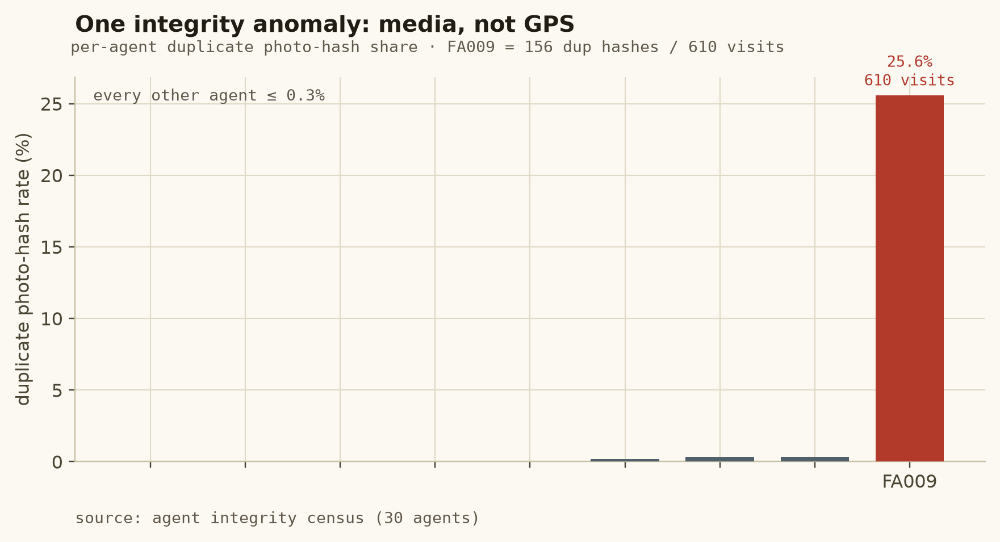 One integrity anomaly: media, not GPS
per-agent duplicate photo-hash share · FA009 = 156 dup hashes / 610 visits
25.6%
610 visits
every other agent ≤ 0.3%
duplicate photo-hash rate (%)
25
20
15
10
5
0
FA009
source: agent integrity census (30 agents)